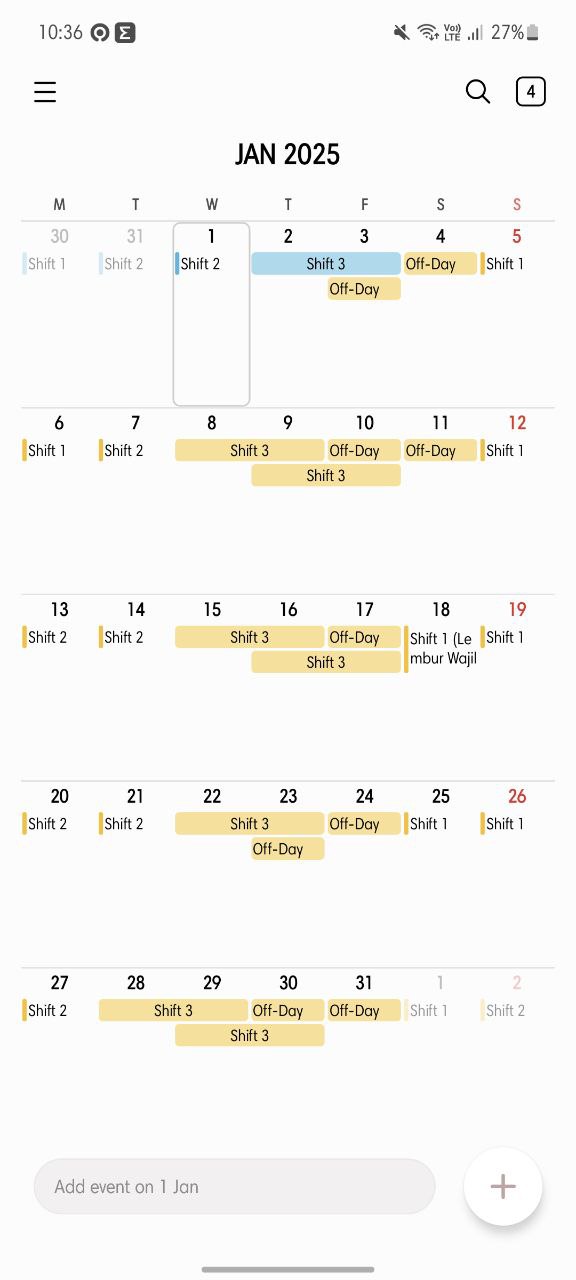 10:36 Vo)) LTE 27%
4
JAN 2025
M T W T F S S
30 31 1 2 3 4 5
Shift 1 Shift 2 Shift 2 Shift 3 Off-Day Shift 1
Off-Day
6 7 8 9 10 11 12
Shift 1 Shift 2 Shift 3 Off-Day Off-Day Shift 1
Shift 3
13 14 15 16 17 18 19
Shift 2 Shift 2 Shift 3 Off-Day Shift 1 (Le Shift 1
Shift 3 mbur Wajil
20 21 22 23 24 25 26
Shift 2 Shift 2 Shift 3 Off-Day Shift 1 Shift 1
Off-Day
27 28 29 30 31 1 2
Shift 2 Shift 3 Off-Day Off-Day Shift 1 Shift 2
Shift 3
Add event on 1 Jan